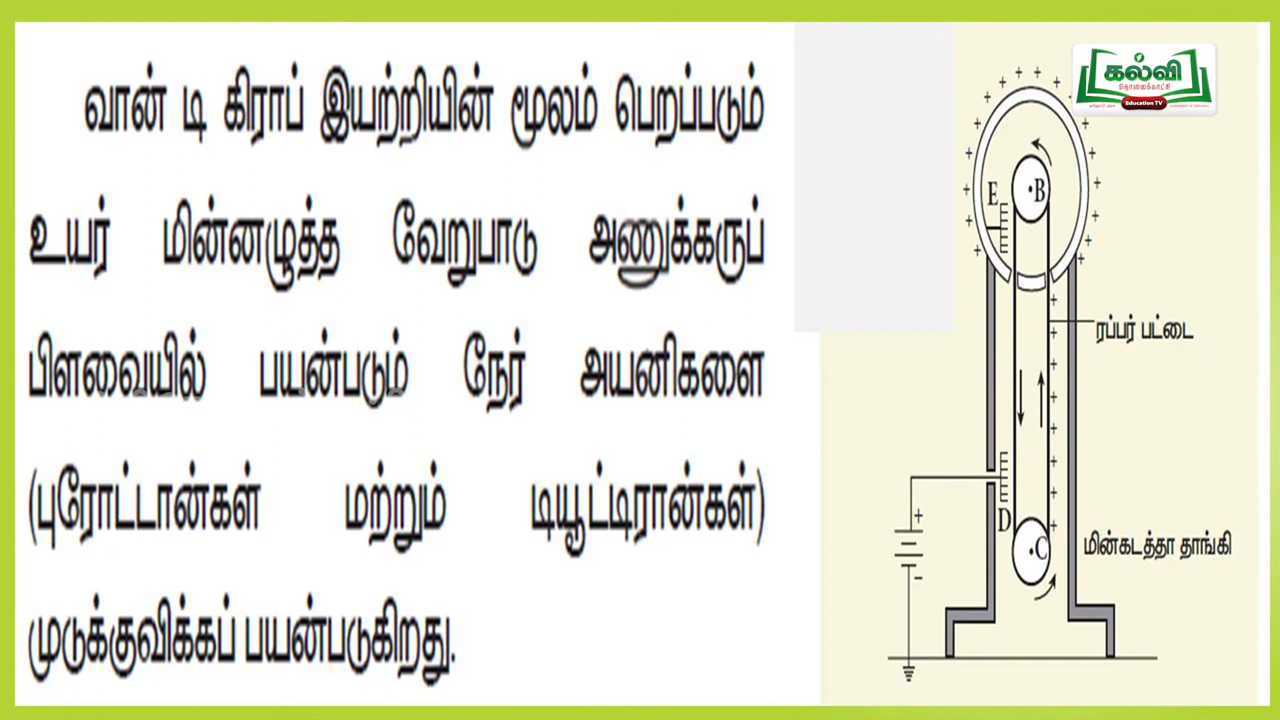 வான் டி கிராப் இயற்றியின் மூலம் பெறப்படும்
உயர் மின்னழுத்த வேறுபாடு அணுக்கருப்
பிளவையில் பயன்படும் நேர் அயனிகளை
(புரோட்டான்கள் மற்றும் டியூட்டிரான்கள்)
முடுக்குவிக்கப் பயன்படுகிறது.
கல்வி
தொலைக்காட்சி
Education TV
B
E
ரப்பர் பட்டை
D
மின்கடத்தா தாங்கி
C